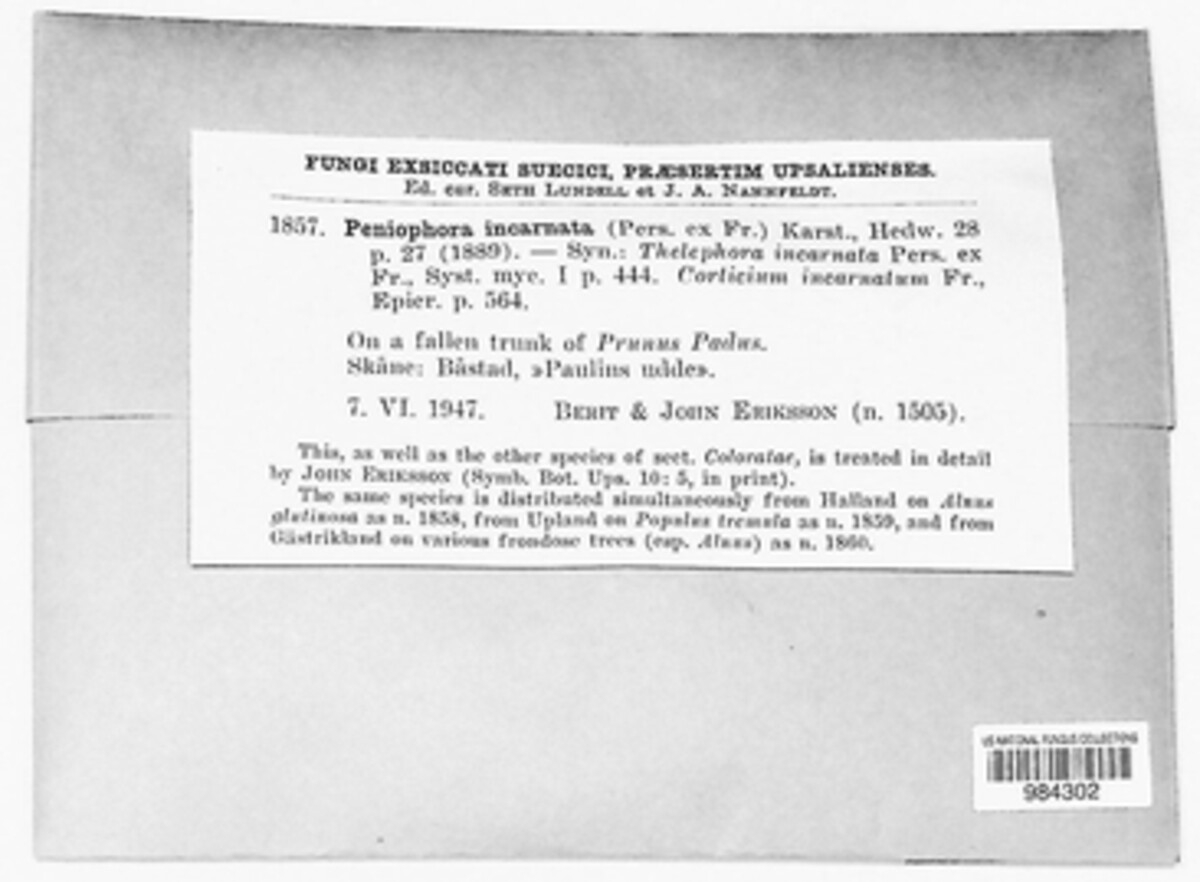 FUNGI EXSICCATI SUECICI, PRÆSERTIM UPSALIENSES.
Ed. cur. SETH LUNDELL et J. A. NANNFELDT.
1857. Peniophora incarnata (Pers. ex Fr.) Karst., Hedw. 28
p. 27 (1889). — Syn.: Thelephora incarnata Pers. ex
Fr., Syst. myc. I p. 444. Corticium incarnatum Fr.,
Epicr. p. 564.
On a fallen trunk of Prunus Padus.
Skåne: Båstad, »Paulins udde».
7. VI. 1947. BERIT & JOHN ERIKSSON (n. 1505).
This, as well as the other species of sect. Coloratae, is treated in detail
by JOHN ERIKSSON (Symb. Bot. Ups. 10: 5, in print).
The same species is distributed simultaneously from Halland on Alnus
glutinosa as n. 1858, from Upland on Populus tremula as n. 1859, and from
Gästrikland on various frondose trees (esp. Alnus) as n. 1860.
US NATIONAL FUNGUS COLLECTIONS
984302